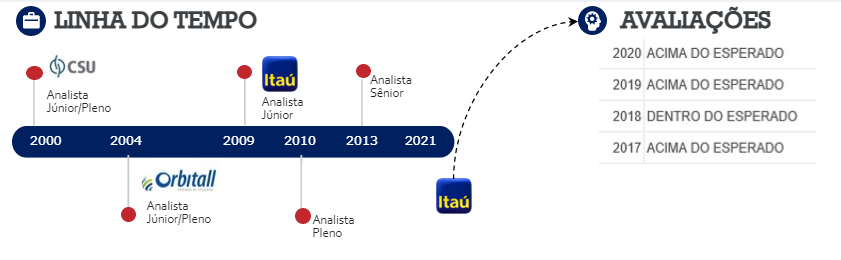 LINHA DO TEMPO
CSU
Analista
Júnior/Pleno
Itaú
Analista
Júnior
Analista
Sênior
2000 2004 2009 2010 2013 2021
Orbitall
Analista
Júnior/Pleno
Analista
Pleno
Itaú
AVALIAÇÕES
2020 ACIMA DO ESPERADO
2019 ACIMA DO ESPERADO
2018 DENTRO DO ESPERADO
2017 ACIMA DO ESPERADO